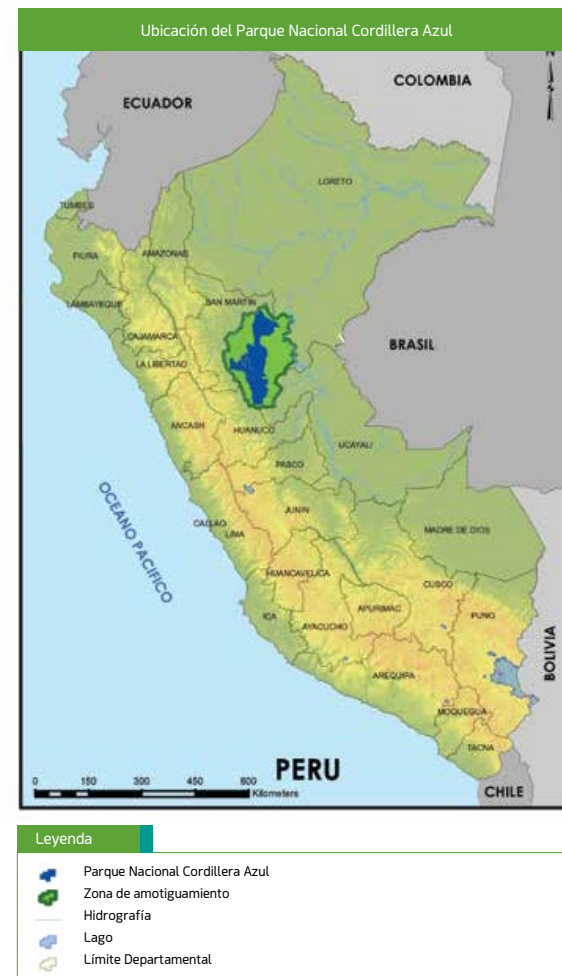 Ubicación del Parque Nacional Cordillera Azul
N
COLOMBIA
ECUADOR
LORETO
TUMBES
PIURA
AMAZONAS
LAMBAYEQUE
SAN MARTIN
CAJAMARCA
BRASIL
LA LIBERTAD
ANCASH
HUANUCO
UCAYALI
PASCO
OCEANO PACIFICO
JUNIN
CALLAO
LIMA
MADRE DE DIOS
HUANCAVELICA
CUSCO
APURIMAC
PUNO
ICA
AYACUCHO
BOLIVIA
AREQUIPA
MOQUEGUA
TACNA
PERU
CHILE
0 150 300 450 600
Kilometers
Leyenda
Parque Nacional Cordillera Azul
Zona de amotiguamiento
Hidrografía
Lago
Límite Departamental